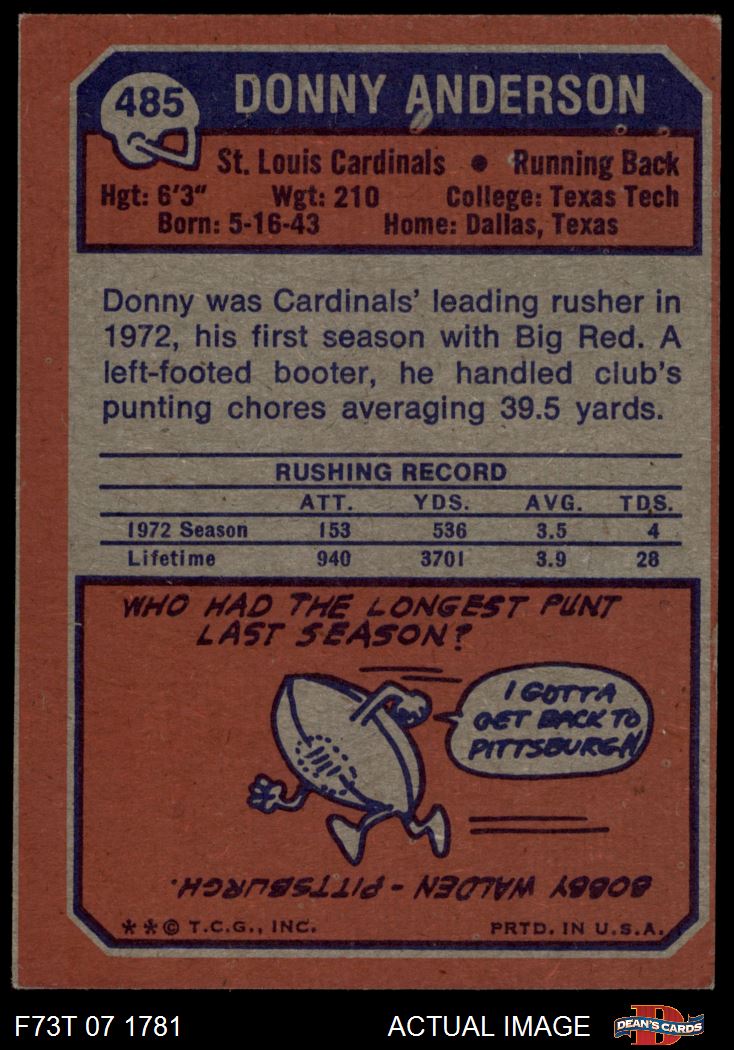 485
DONNY ANDERSON
St. Louis Cardinals • Running Back
Hgt: 6'3" Wgt: 210 College: Texas Tech
Born: 5-16-43 Home: Dallas, Texas
Donny was Cardinals' leading rusher in
1972, his first season with Big Red. A
left-footed booter, he handled club's
punting chores averaging 39.5 yards.
RUSHING RECORD
ATT. YDS. AVG. TDS.
1972 Season 153 536 3.5 4
Lifetime 940 3701 3.9 28
WHO HAD THE LONGEST PUNT
LAST SEASON?
I GOTTA
GET BACK TO
PITTSBURGH
BOBBY WALDEN - PITTSBURGH.
**© T.C.G., INC. PRTD. IN U.S.A.
F73T 07 1781 ACTUAL IMAGE
D
DEAN'S CARDS